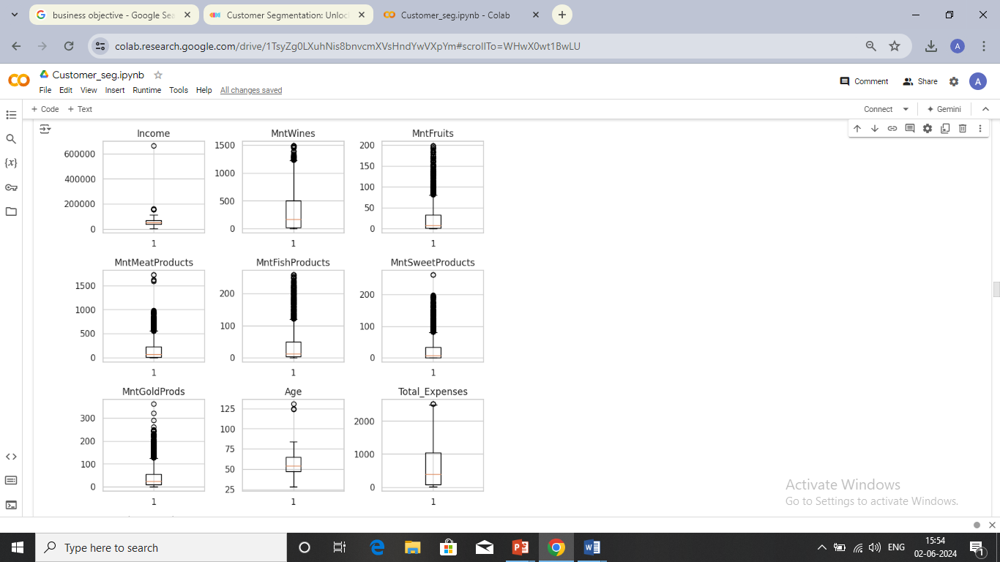 business objective - Google Sea
Customer Segmentation: Unloc
Customer_seg.ipynb - Colab
colab.research.google.com/drive/1TsyZg0LXuhNis8bnvcmXVsHndYwVXpYm#scrollTo=WHwX0wt1BwLU
A
CO
Customer_seg.ipynb
File Edit View Insert Runtime Tools Help All changes saved
Comment Share A
+ Code + Text
Connect Gemini
{x}
Income
600000
400000
200000
0
1
MntWines
1500
1000
500
0
1
MntFruits
200
150
100
50
0
1
MntMeatProducts
1500
1000
500
0
1
MntFishProducts
200
100
0
1
MntSweetProducts
200
100
0
1
MntGoldProds
300
200
100
0
1
Age
125
100
75
50
25
1
Total_Expenses
2000
1000
0
1
Activate Windows
Go to Settings to activate Windows.
Type here to search
ENG
15:54
02-06-2024
1